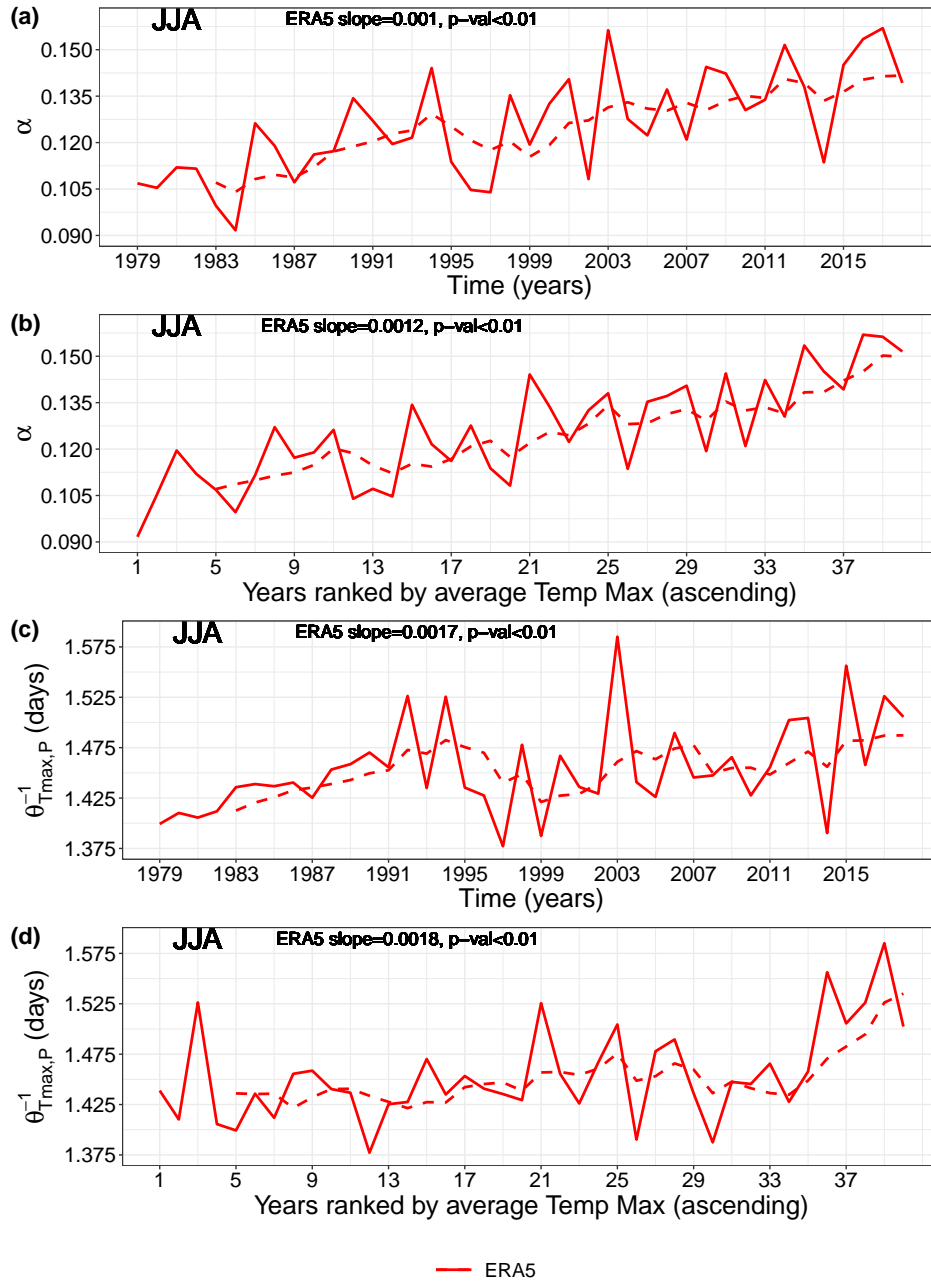 (a)
JJA
ERA5 slope=0.001, p−val<0.01
α
0.150
0.135
0.120
0.105
0.090
1979 1983 1987 1991 1995 1999 2003 2007 2011 2015
Time (years)
(b)
JJA
ERA5 slope=0.0012, p−val<0.01
α
0.150
0.135
0.120
0.105
0.090
1 5 9 13 17 21 25 29 33 37
Years ranked by average Temp Max (ascending)
(c)
JJA
ERA5 slope=0.0017, p−val<0.01
θ⁻¹Tmax,P (days)
1.575
1.525
1.475
1.425
1.375
1979 1983 1987 1991 1995 1999 2003 2007 2011 2015
Time (years)
(d)
JJA
ERA5 slope=0.0018, p−val<0.01
θ⁻¹Tmax,P (days)
1.575
1.525
1.475
1.425
1.375
1 5 9 13 17 21 25 29 33 37
Years ranked by average Temp Max (ascending)
ERA5